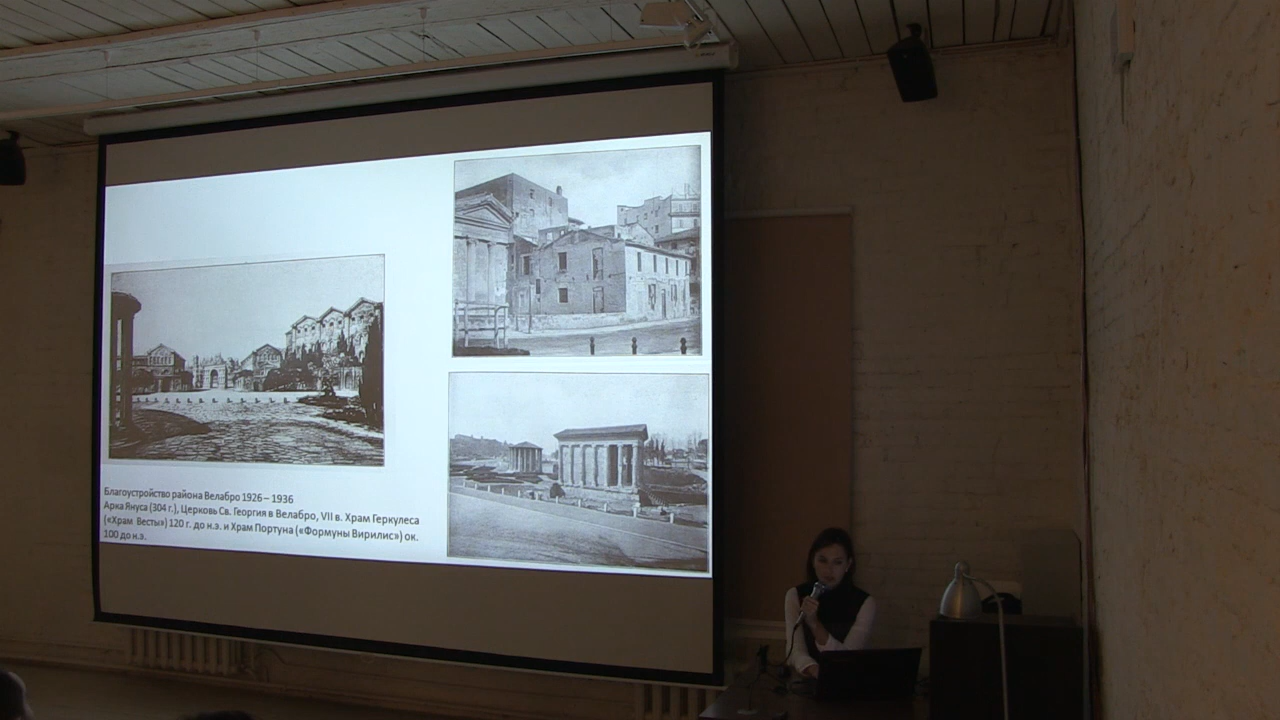 Благоустройство района Велабро 1926 – 1936
Арка Януса (304 г.), Церковь Св. Георгия в Велабро, VII в. Храм Геркулеса
(«Храм Весты») 120 г. до н.э. и Храм Портуна («Формуны Вирилис») ок.
100 до н.э.